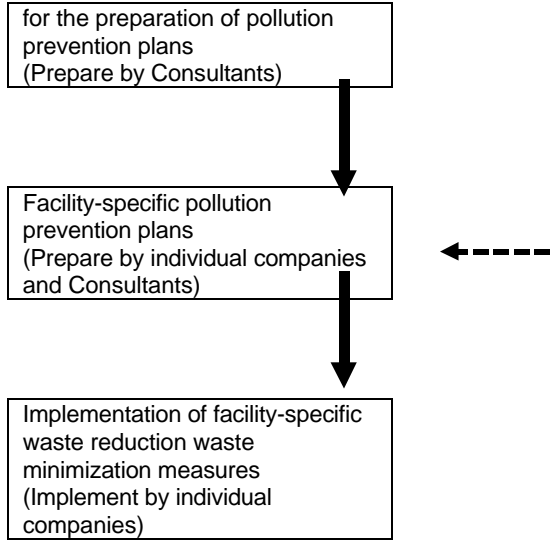 for the preparation of pollution
prevention plans
(Prepare by Consultants)
Facility-specific pollution
prevention plans
(Prepare by individual companies
and Consultants)
Implementation of facility-specific
waste reduction waste
minimization measures
(Implement by individual
companies)